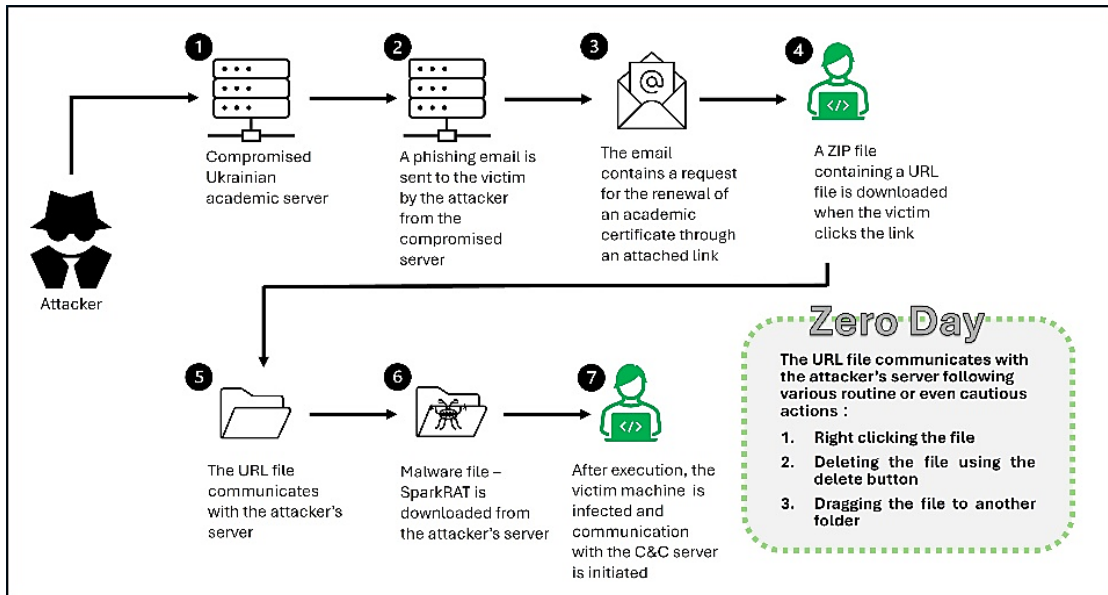 1
Compromised
Ukrainian
academic server
2
A phishing email is
sent to the victim
by the attacker
from the
compromised
server
3
@
The email
contains a request
for the renewal of
an academic
certificate through
an attached link
4
</>
A ZIP file
containing a URL
file is downloaded
when the victim
clicks the link
Attacker
5
The URL file
communicates
with the attacker's
server
6
Malware file –
SparkRAT is
downloaded from
the attacker's server
7
</>
After execution, the
victim machine is
infected and
communication
with the C&C server
is initiated
Zero Day
The URL file communicates with
the attacker's server following
various routine or even cautious
actions :
1. Right clicking the file
2. Deleting the file using the
delete button
3. Dragging the file to another
folder